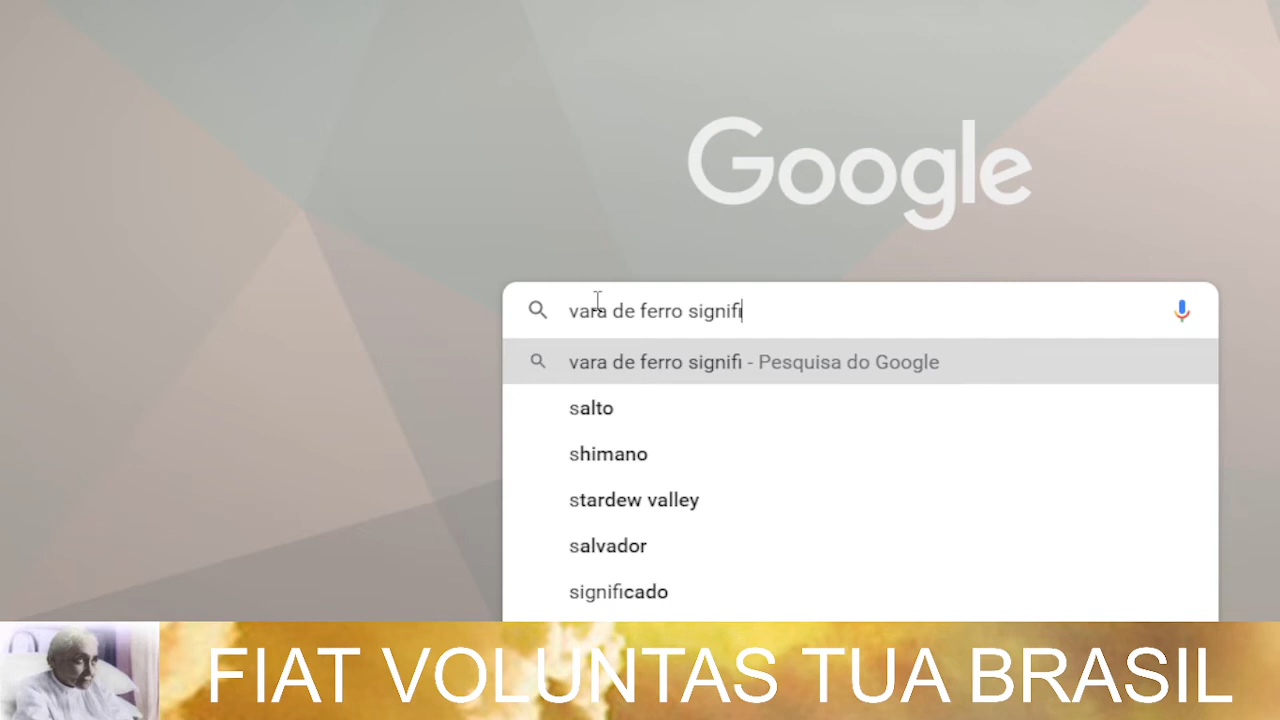 Google
vara de ferro signifi
vara de ferro signifi - Pesquisa do Google
salto
shimano
stardew valley
salvador
significado
FIAT VOLUNTAS TUA BRASIL